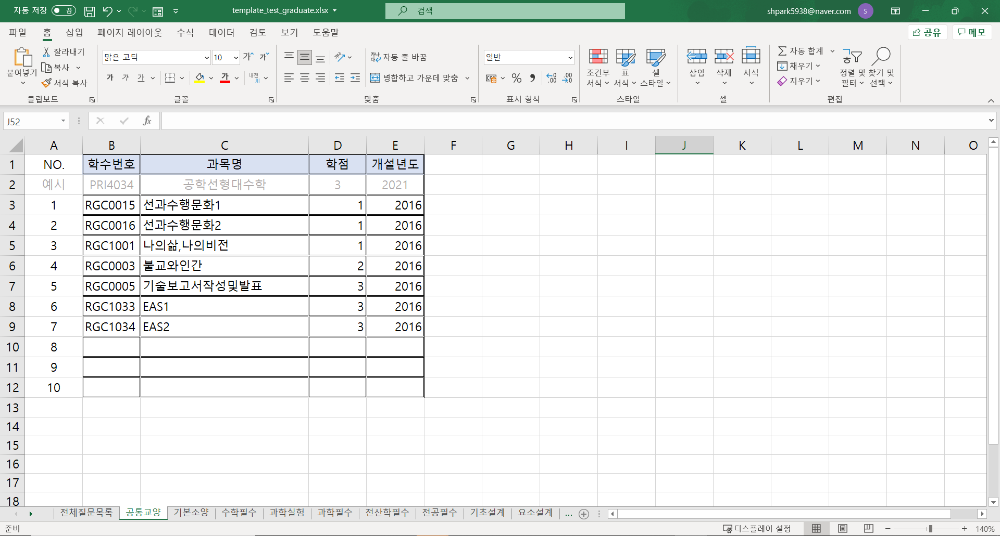 자동 저장 끔 template_test_graduate.xlsx 검색 shpark5938@naver.com S
파일 홈 삽입 페이지 레이아웃 수식 데이터 검토 보기 도움말 공유 메모
붙여넣기 잘라내기 복사 서식 복사
클립보드
맑은 고딕 10 가 가
가 가 가 가 내천
글꼴
자동 줄 바꿈
병합하고 가운데 맞춤
맞춤
일반
% .00 .00
표시 형식
조건부 서식 표 서식 셀 스타일
스타일
삽입 삭제 서식
셀
자동 합계
채우기
지우기
정렬 및 필터 찾기 및 선택
편집
J52 fx
A B C D E F G H I J K L M N O
1 NO. 학수번호 과목명 학점 개설년도
2 예시 PRI4034 공학선형대수학 3 2021
3 1 RGC0015 선과수행문화1 1 2016
4 2 RGC0016 선과수행문화2 1 2016
5 3 RGC1001 나의삶,나의비전 1 2016
6 4 RGC0003 불교와인간 2 2016
7 5 RGC0005 기술보고서작성및발표 3 2016
8 6 RGC1033 EAS1 3 2016
9 7 RGC1034 EAS2 3 2016
10 8
11 9
12 10
13
14
15
16
17
18
전체질문목록 공통교양 기본소양 수학필수 과학실험 과학필수 전산학필수 전공필수 기초설계 요소설계 ...
준비 디스플레이 설정 140%